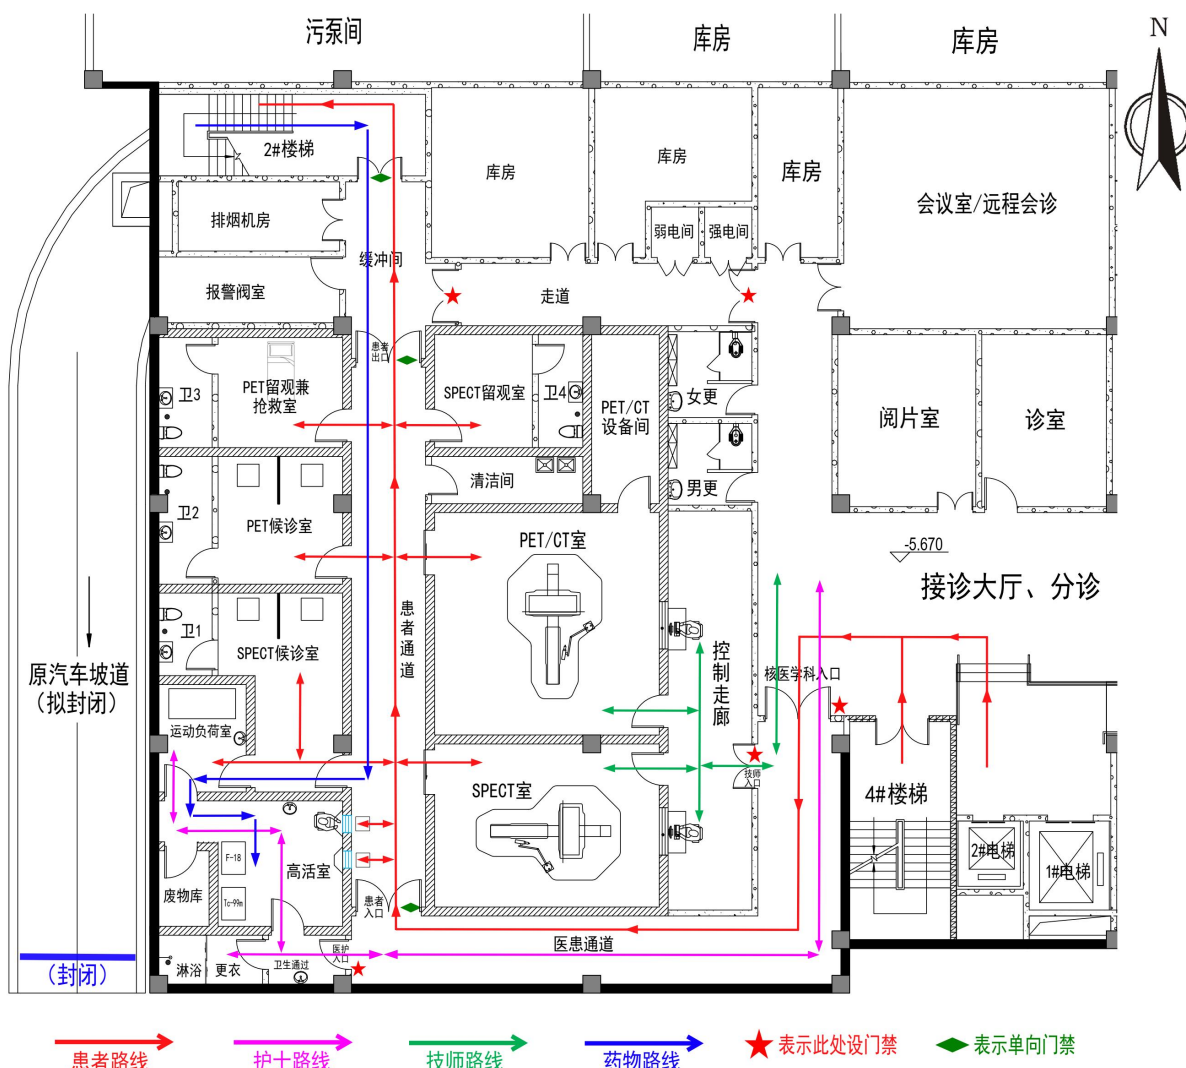 污泵间
库房
库房
N
2#楼梯
库房
库房
库房
会议室/远程会诊
排烟机房
弱电间
强电间
缓冲间
报警阀室
走道
患者
出口
卫3
PET留观兼
抢救室
SPECT留观室
卫4
PET/CT
设备间
女更
阅片室
诊室
清洁间
男更
卫2
PET候诊室
PET/CT室
-5.670
接诊大厅、分诊
患者通道
卫1
SPECT候诊室
控制走廊
核医学科入口
原汽车坡道
(拟封闭)
运动负荷室
技师
入口
SPECT室
4#楼梯
2#电梯
1#电梯
F-18
高活室
废物库
Tc-99m
患者
入口
医患通道
医护
入口
淋浴
更衣
卫生通过
(封闭)
患者路线
护士路线
技师路线
药物路线
表示此处设门禁
表示单向门禁